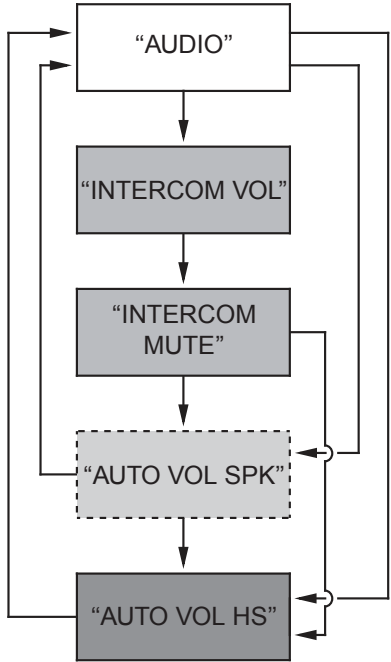 “AUDIO”
“INTERCOM VOL”
“INTERCOM
MUTE”
“AUTO VOL SPK”
“AUTO VOL HS”